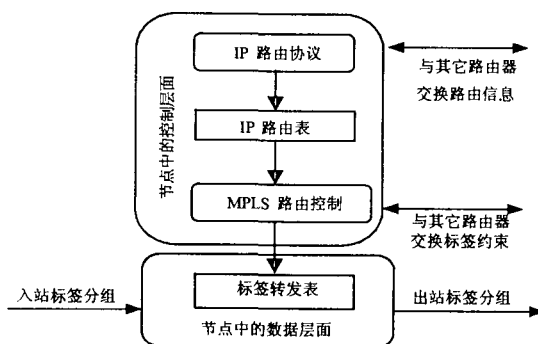 IP 路由协议
与其它路由器
交换路由信息
节点中的控制层面
IP 路由表
MPLS 路由控制
与其它路由器
交换标签约束
入站标签分组
标签转发表
出站标签分组
节点中的数据层面